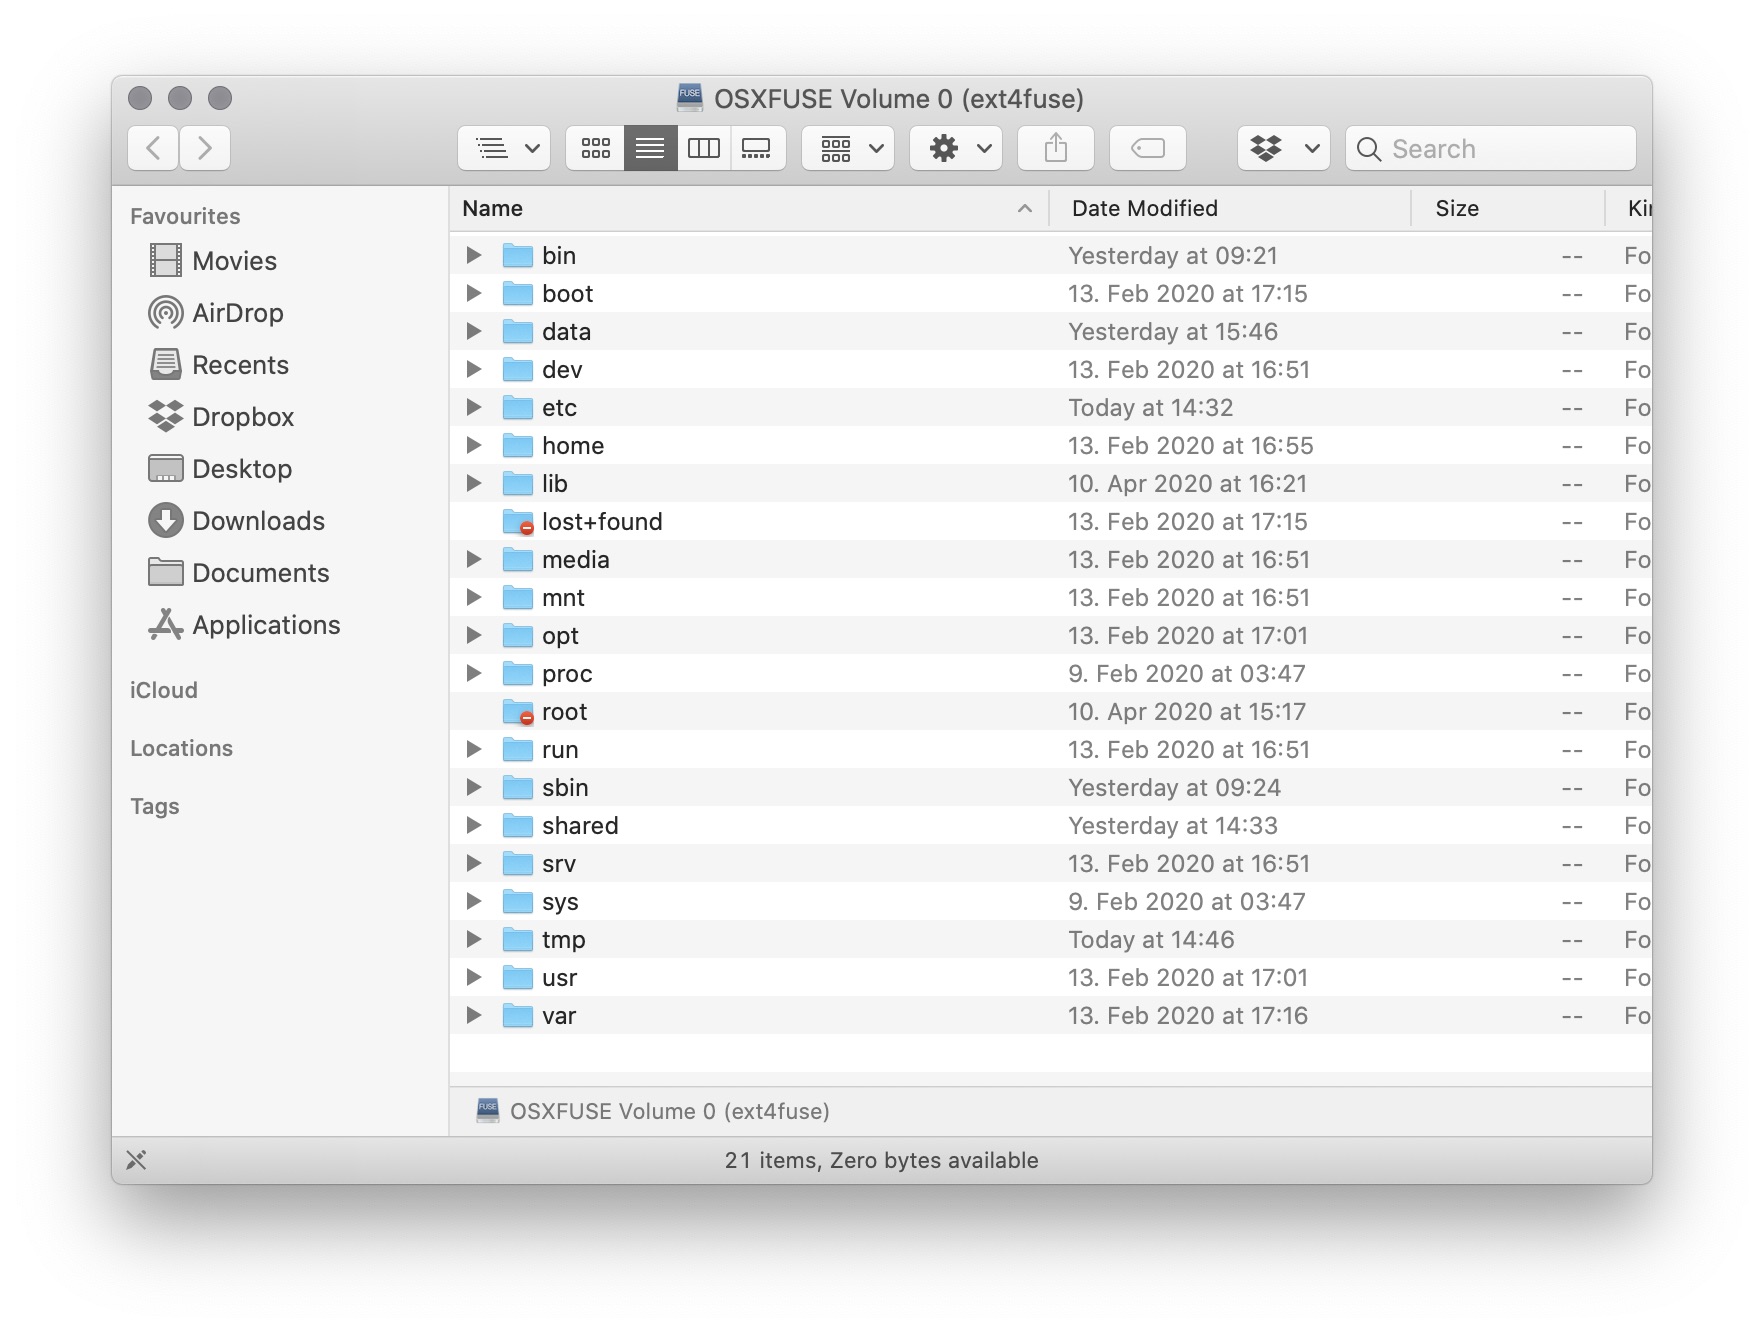 FUSE OSXFUSE Volume 0 (ext4fuse)
Search
Favourites
Movies
AirDrop
Recents
Dropbox
Desktop
Downloads
Documents
Applications
iCloud
Locations
Tags
Name Date Modified Size Kin
bin Yesterday at 09:21 -- Fo
boot 13. Feb 2020 at 17:15 -- Fo
data Yesterday at 15:46 -- Fo
dev 13. Feb 2020 at 16:51 -- Fo
etc Today at 14:32 -- Fo
home 13. Feb 2020 at 16:55 -- Fo
lib 10. Apr 2020 at 16:21 -- Fo
lost+found 13. Feb 2020 at 17:15 -- Fo
media 13. Feb 2020 at 16:51 -- Fo
mnt 13. Feb 2020 at 16:51 -- Fo
opt 13. Feb 2020 at 17:01 -- Fo
proc 9. Feb 2020 at 03:47 -- Fo
root 10. Apr 2020 at 15:17 -- Fo
run 13. Feb 2020 at 16:51 -- Fo
sbin Yesterday at 09:24 -- Fo
shared Yesterday at 14:33 -- Fo
srv 13. Feb 2020 at 16:51 -- Fo
sys 9. Feb 2020 at 03:47 -- Fo
tmp Today at 14:46 -- Fo
usr 13. Feb 2020 at 17:01 -- Fo
var 13. Feb 2020 at 17:16 -- Fo
FUSE OSXFUSE Volume 0 (ext4fuse)
21 items, Zero bytes available